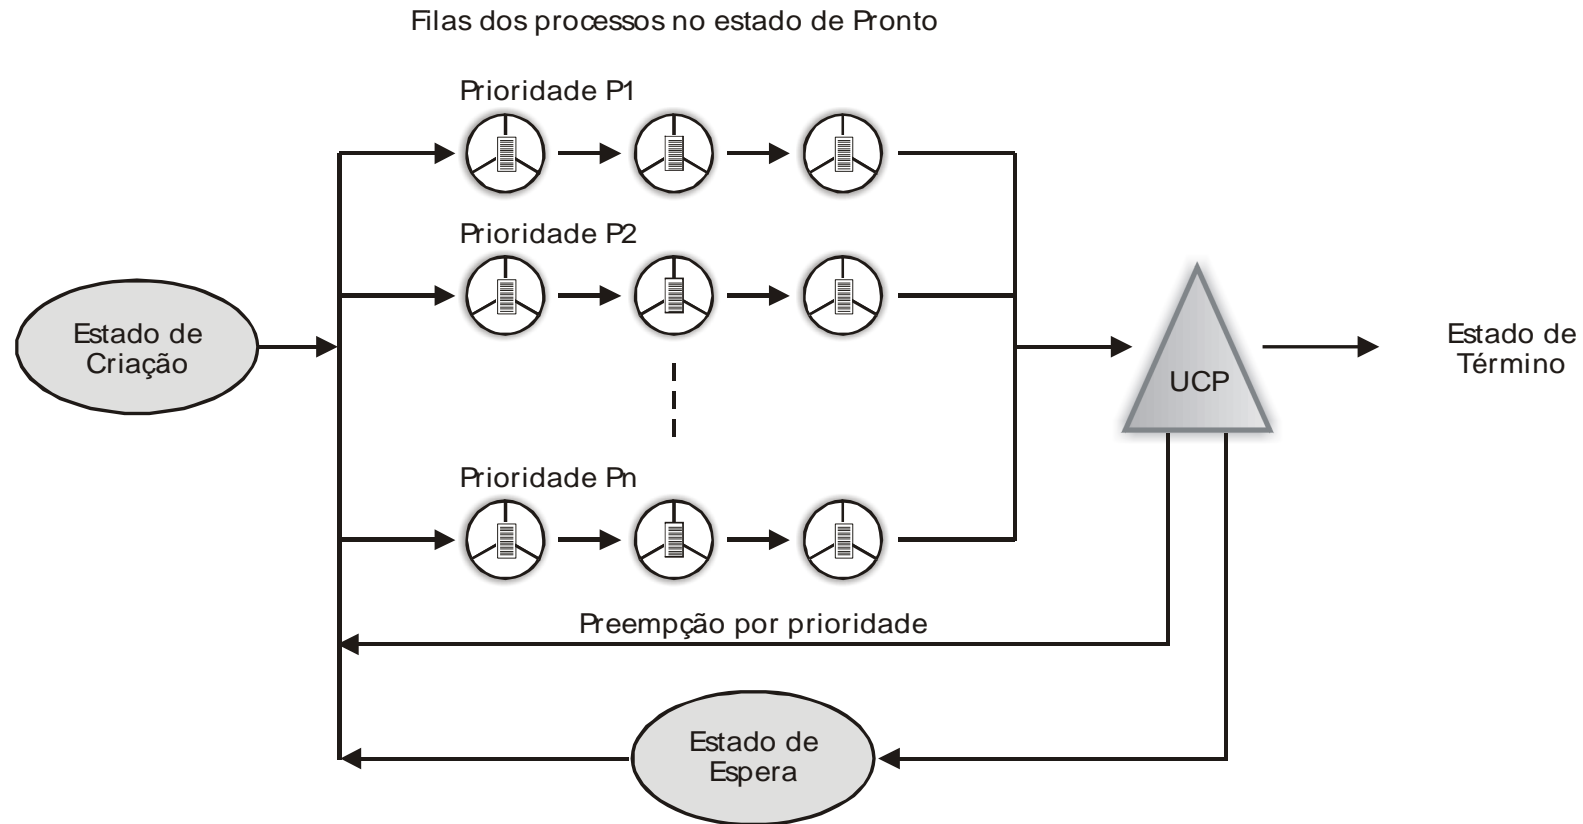 Filas dos processos no estado de Pronto
Prioridade P1
Prioridade P2
Estado de
Criação
UCP
Estado de
Término
Prioridade Pn
Preempção por prioridade
Estado de
Espera